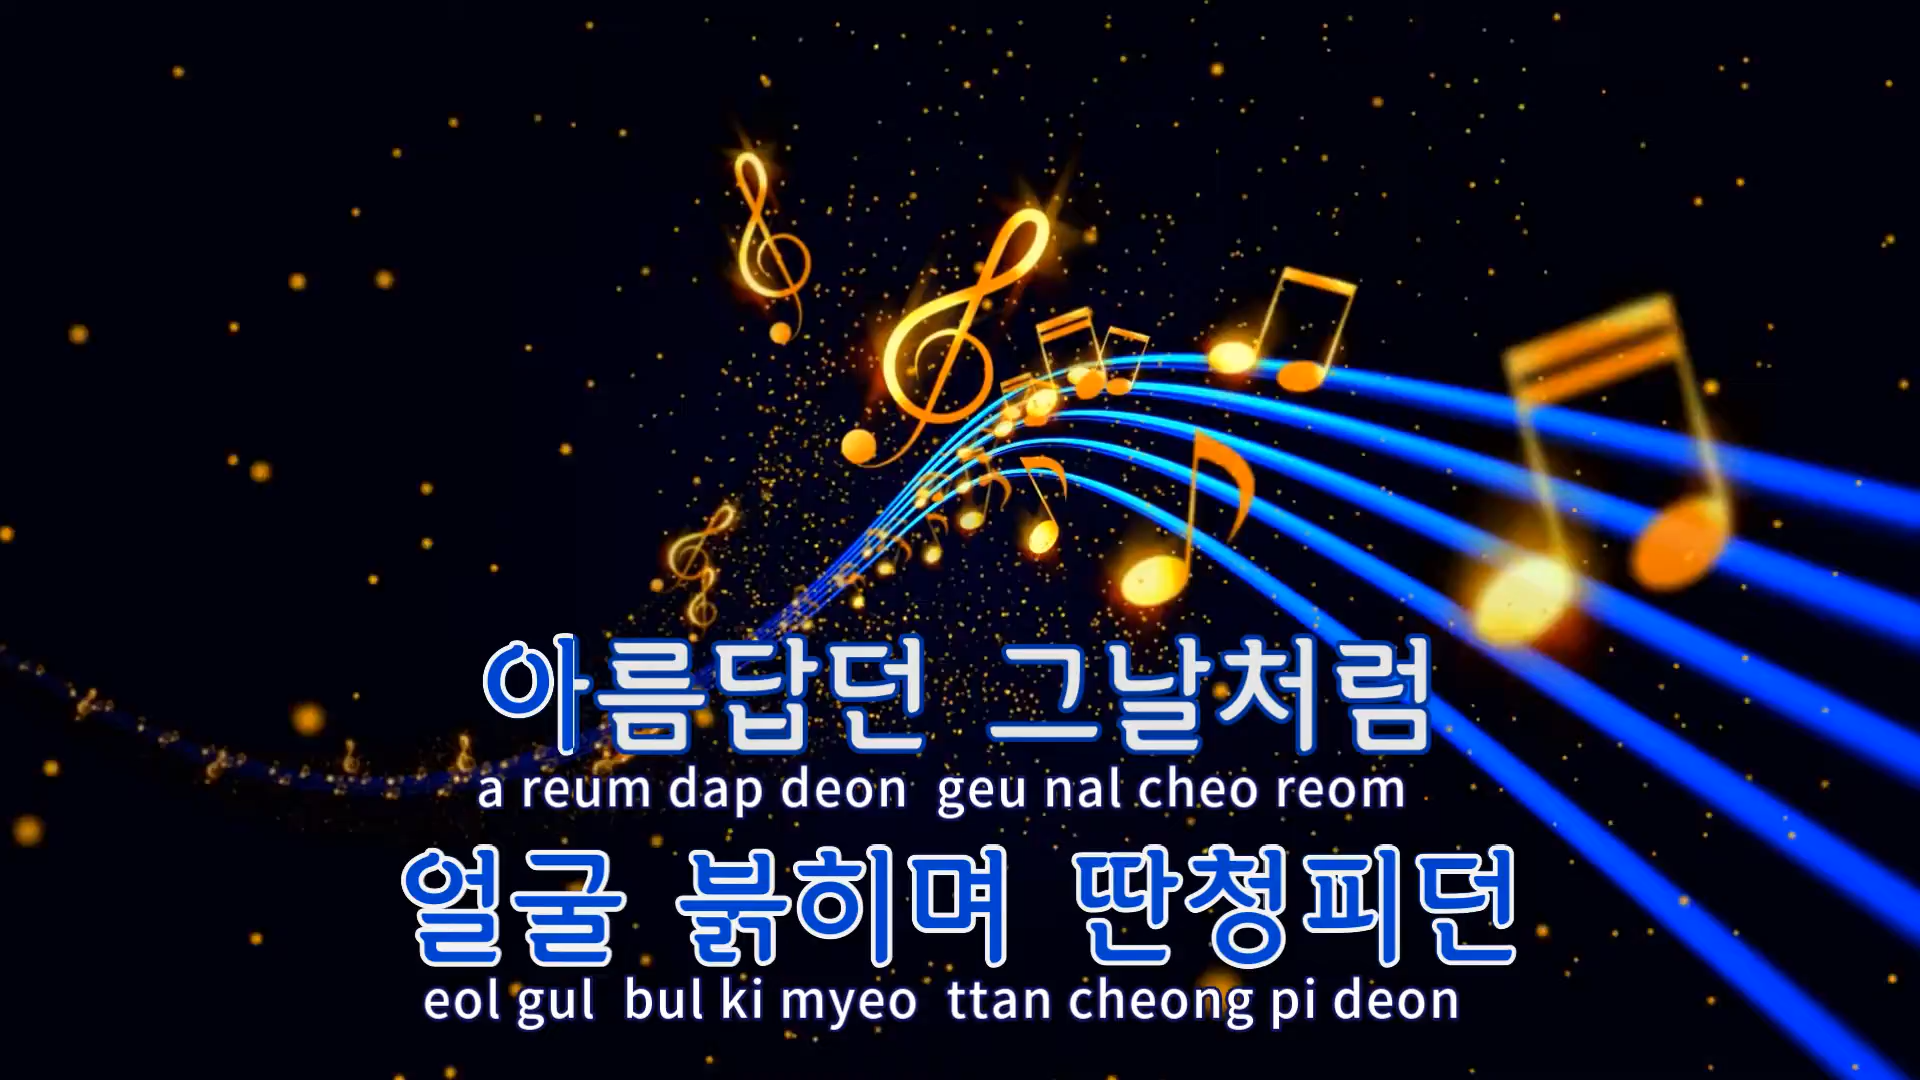 아름답던 그날처럼
a reum dap deon geu nal cheo reom
얼굴 붉히며 딴청피던
eol gul bul ki myeo ttan cheong pi deon